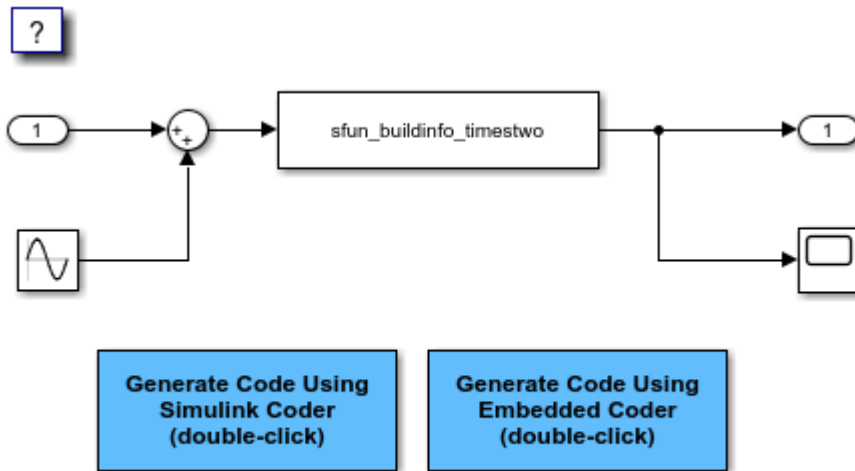 ?
1
++
sfun_buildinfo_timestwo
1
Generate Code Using
Simulink Coder
(double-click)
Generate Code Using
Embedded Coder
(double-click)